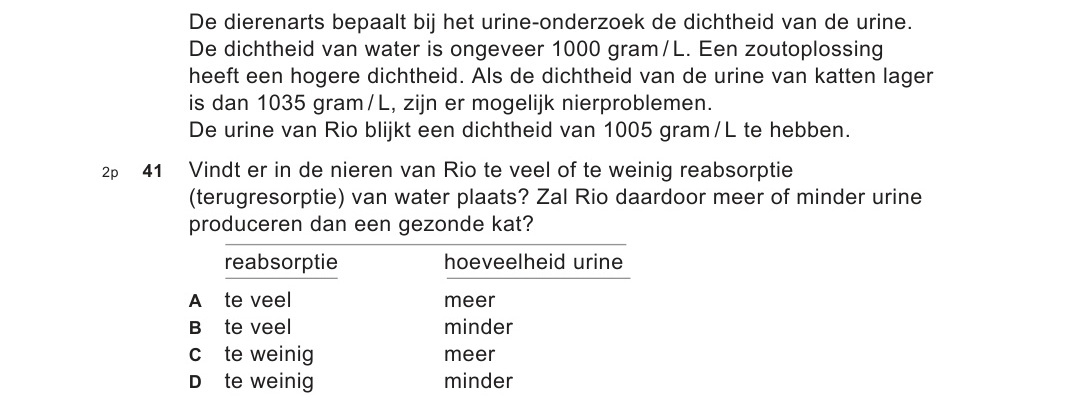 De dierenarts bepaalt bij het urine-onderzoek de dichtheid van de urine.
De dichtheid van water is ongeveer 1000 gram/L. Een zoutoplossing
heeft een hogere dichtheid. Als de dichtheid van de urine van katten lager
is dan 1035 gram/L, zijn er mogelijk nierproblemen.
De urine van Rio blijkt een dichtheid van 1005 gram/L te hebben.
2p 41 Vindt er in de nieren van Rio te veel of te weinig reabsorptie
(terugresorptie) van water plaats? Zal Rio daardoor meer of minder urine
produceren dan een gezonde kat?
reabsorptie hoeveelheid urine
A te veel meer
B te veel minder
C te weinig meer
D te weinig minder